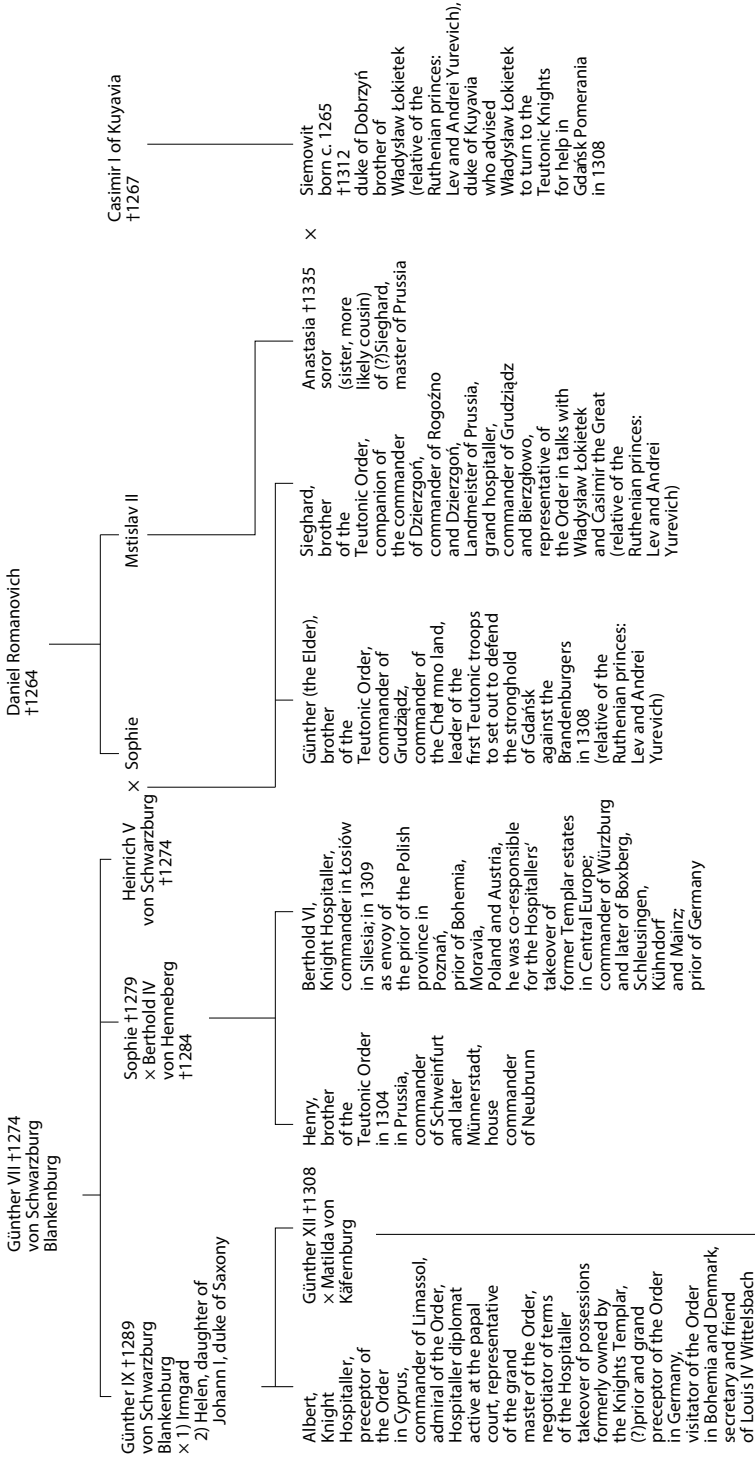 Günther VII †1274
von Schwarzburg
Blankenburg
Daniel Romanovich
†1264
Günther IX †1289
von Schwarzburg
Blankenburg
× 1) Irmgard
2) Helen, daughter of
Johann I, duke of Saxony
Sophie †1279
× Berthold IV
von Henneberg
†1284
Heinrich V
von Schwarzburg
†1274
×
Sophie
Mstislav II
Casimir I of Kuyavia
†1267
Albert,
Knight
Hospitaller,
preceptor of
the Order
in Cyprus,
commander of Limassol,
admiral of the Order,
Hospitaller diplomat
active at the papal
court, representative
of the grand
master of the Order,
negotiator of terms
of the Hospitaller
takeover of possessions
formerly owned by
the Knights Templar,
(?)prior and grand
preceptor of the Order
in Germany,
visitator of the Order
in Bohemia and Denmark,
secretary and friend
of Louis IV Wittelsbach
Günther XII †1308
× Matilda von
Käfernburg
Henry,
brother
of the
Teutonic Order
in 1304
in Prussia,
commander
of Schweinfurt
and later
Münnerstadt,
house
commander
of Neubrunn
Berthold VI,
Knight Hospitaller,
commander in Łosiów
in Silesia; in 1309
as envoy of
the prior of the Polish
province in
Poznań,
prior of Bohemia,
Moravia,
Poland and Austria,
he was co-responsible
for the Hospitallers'
takeover of
former Templar estates
in Central Europe;
commander of Würzburg
and later of Boxberg,
Schleusingen,
Kühndorf
and Mainz;
prior of Germany
Günther (the Elder),
brother
of the
Teutonic Order,
commander of
Grudziądz,
commander of
the Chełmno land,
leader of the
first Teutonic troops
to set out to defend
the stronghold
of Gdańsk
against the
Brandenburgers
in 1308
(relative of the
Ruthenian princes:
Lev and Andrei
Yurevich)
Sieghard,
brother
of the
Teutonic Order,
companion of
the commander
of Dzierzgoń,
commander of Rogoźno
and Dzierzgoń,
Landmeister of Prussia,
grand hospitaller,
commander of Grudziądz
and Bierzgłowo,
representative of
the Order in talks with
Władysław Łokietek
and Casimir the Great
(relative of the
Ruthenian princes:
Lev and Andrei
Yurevich)
Anastasia †1335
soror
(sister, more
likely cousin)
of (?)Sieghard,
master of Prussia
×
Siemowit
born c. 1265
†1312
duke of Dobrzyń
brother of
Władysław Łokietek
(relative of the
Ruthenian princes:
Lev and Andrei Yurevich),
duke of Kuyavia
who advised
Władysław Łokietek
to turn to the
Teutonic Knights
for help in
Gdańsk Pomerania
in 1308